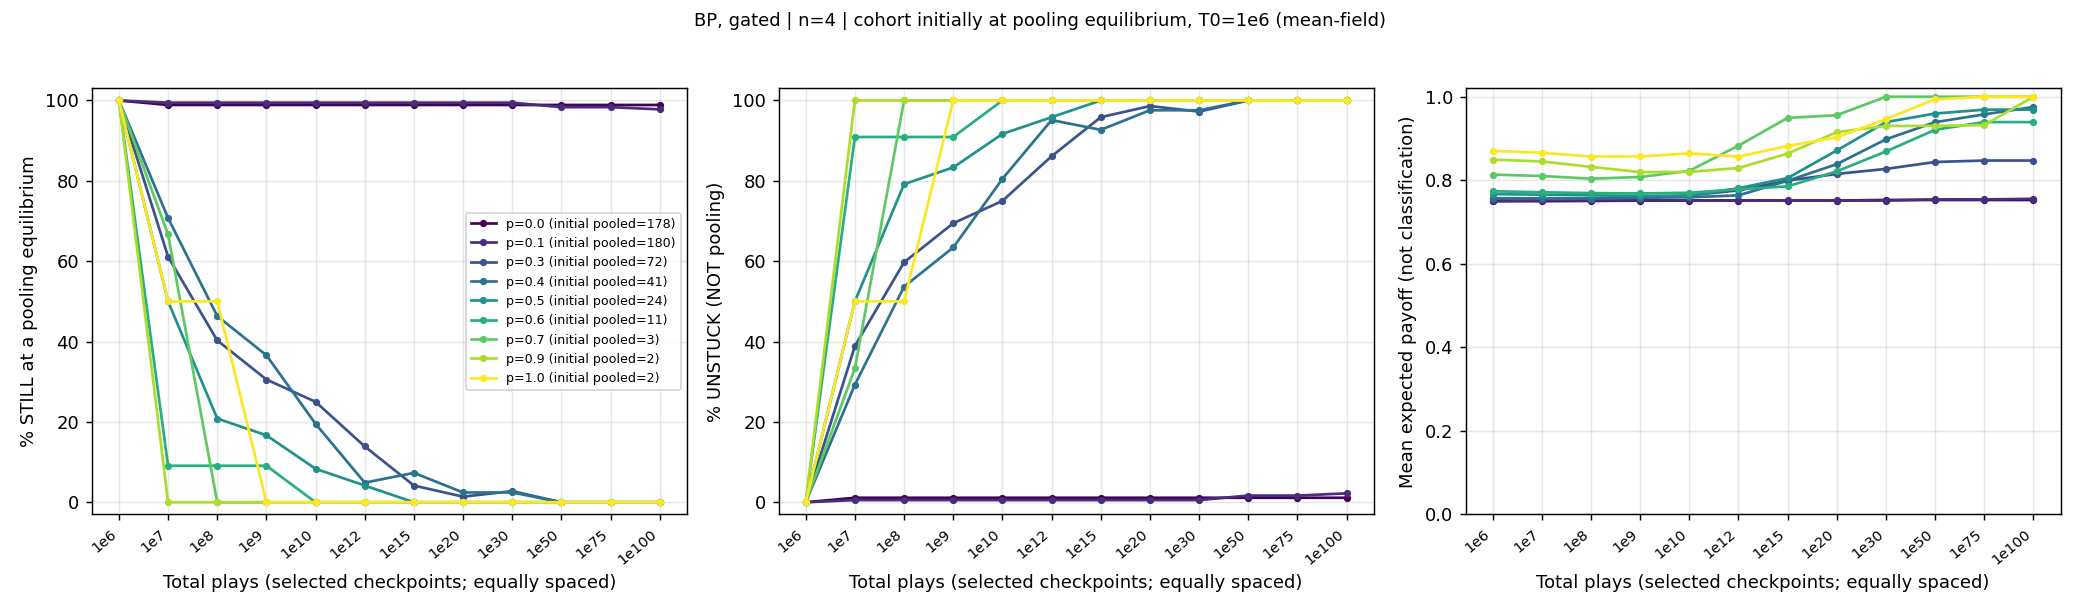 BP, gated | n=4 | cohort initially at pooling equilibrium, T0=1e6 (mean-field)
% STILL at a pooling equilibrium
100
80
60
40
20
0
p=0.0 (initial pooled=178)
p=0.1 (initial pooled=180)
p=0.3 (initial pooled=72)
p=0.4 (initial pooled=41)
p=0.5 (initial pooled=24)
p=0.6 (initial pooled=11)
p=0.7 (initial pooled=3)
p=0.9 (initial pooled=2)
p=1.0 (initial pooled=2)
1e6 1e7 1e8 1e9 1e10 1e12 1e15 1e20 1e30 1e50 1e75 1e100
Total plays (selected checkpoints; equally spaced)
% UNSTUCK (NOT pooling)
100
80
60
40
20
0
1e6 1e7 1e8 1e9 1e10 1e12 1e15 1e20 1e30 1e50 1e75 1e100
Total plays (selected checkpoints; equally spaced)
Mean expected payoff (not classification)
1.0
0.8
0.6
0.4
0.2
0.0
1e6 1e7 1e8 1e9 1e10 1e12 1e15 1e20 1e30 1e50 1e75 1e100
Total plays (selected checkpoints; equally spaced)